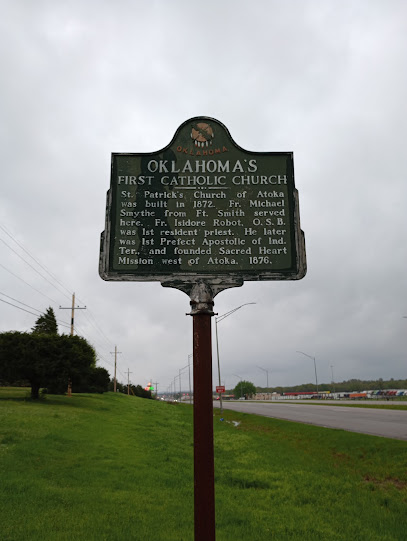 OKLAHOMA
OKLAHOMA'S
FIRST CATHOLIC CHURCH
St. Patrick's Church of Atoka
was built in 1872. Fr. Michael
Smythe from Ft. Smith served
here. Fr. Isidore Robot, O.S.B.
was 1st resident priest. He later
was 1st Prefect Apostolic of Ind.
Ter., and founded Sacred Heart
Mission west of Atoka, 1876.